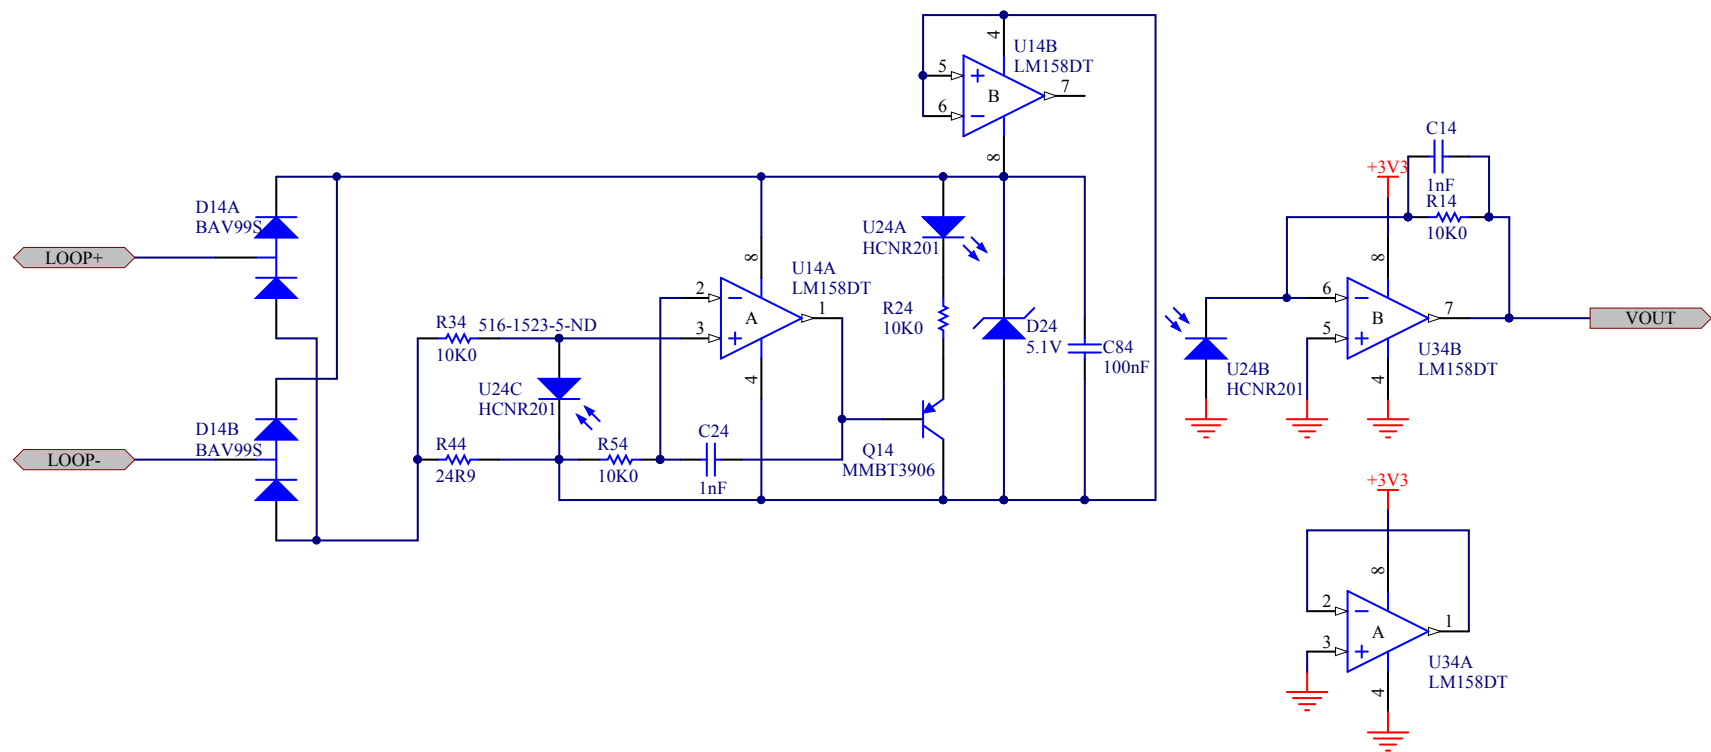 4
U14B
LM158DT
5
+
B
7
6
−
8
C14
+3V3
1nF
R14
10K0
D14A
BAV99S
U24A
HCNR201
LOOP+
8
U14A
LM158DT
8
2
−
A
1
R24
10K0
6
−
B
7
VOUT
R34
516-1523-5-ND
10K0
3
+
D24
5.1V
C84
100nF
5
+
U34B
LM158DT
U24C
HCNR201
4
U24B
HCNR201
4
D14B
BAV99S
R44
24R9
R54
10K0
C24
1nF
Q14
MMBT3906
LOOP-
+3V3
8
2
−
A
1
3
+
U34A
LM158DT
4